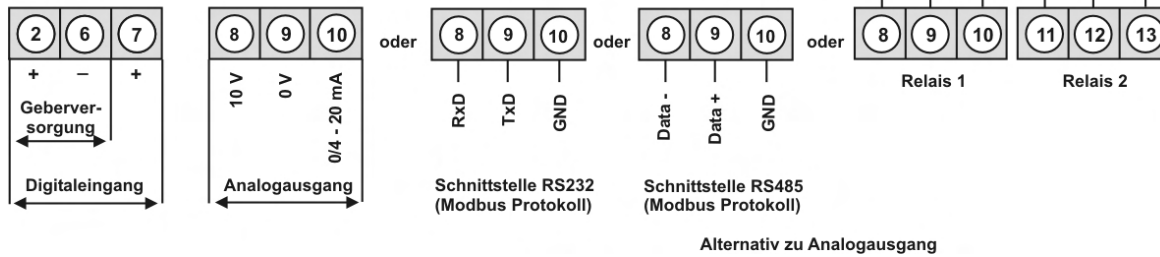 2 6 7
+ – +
Geberver-
sorgung
Digitaleingang
8 9 10
10 V
0 V
0/4 - 20 mA
Analogausgang
oder
8 9 10
RxD
TxD
GND
Schnittstelle RS232
(Modbus Protokoll)
oder
8 9 10
Data -
Data +
GND
Schnittstelle RS485
(Modbus Protokoll)
oder
8 9 10
Relais 1
11 12 13
Relais 2
Alternativ zu Analogausgang